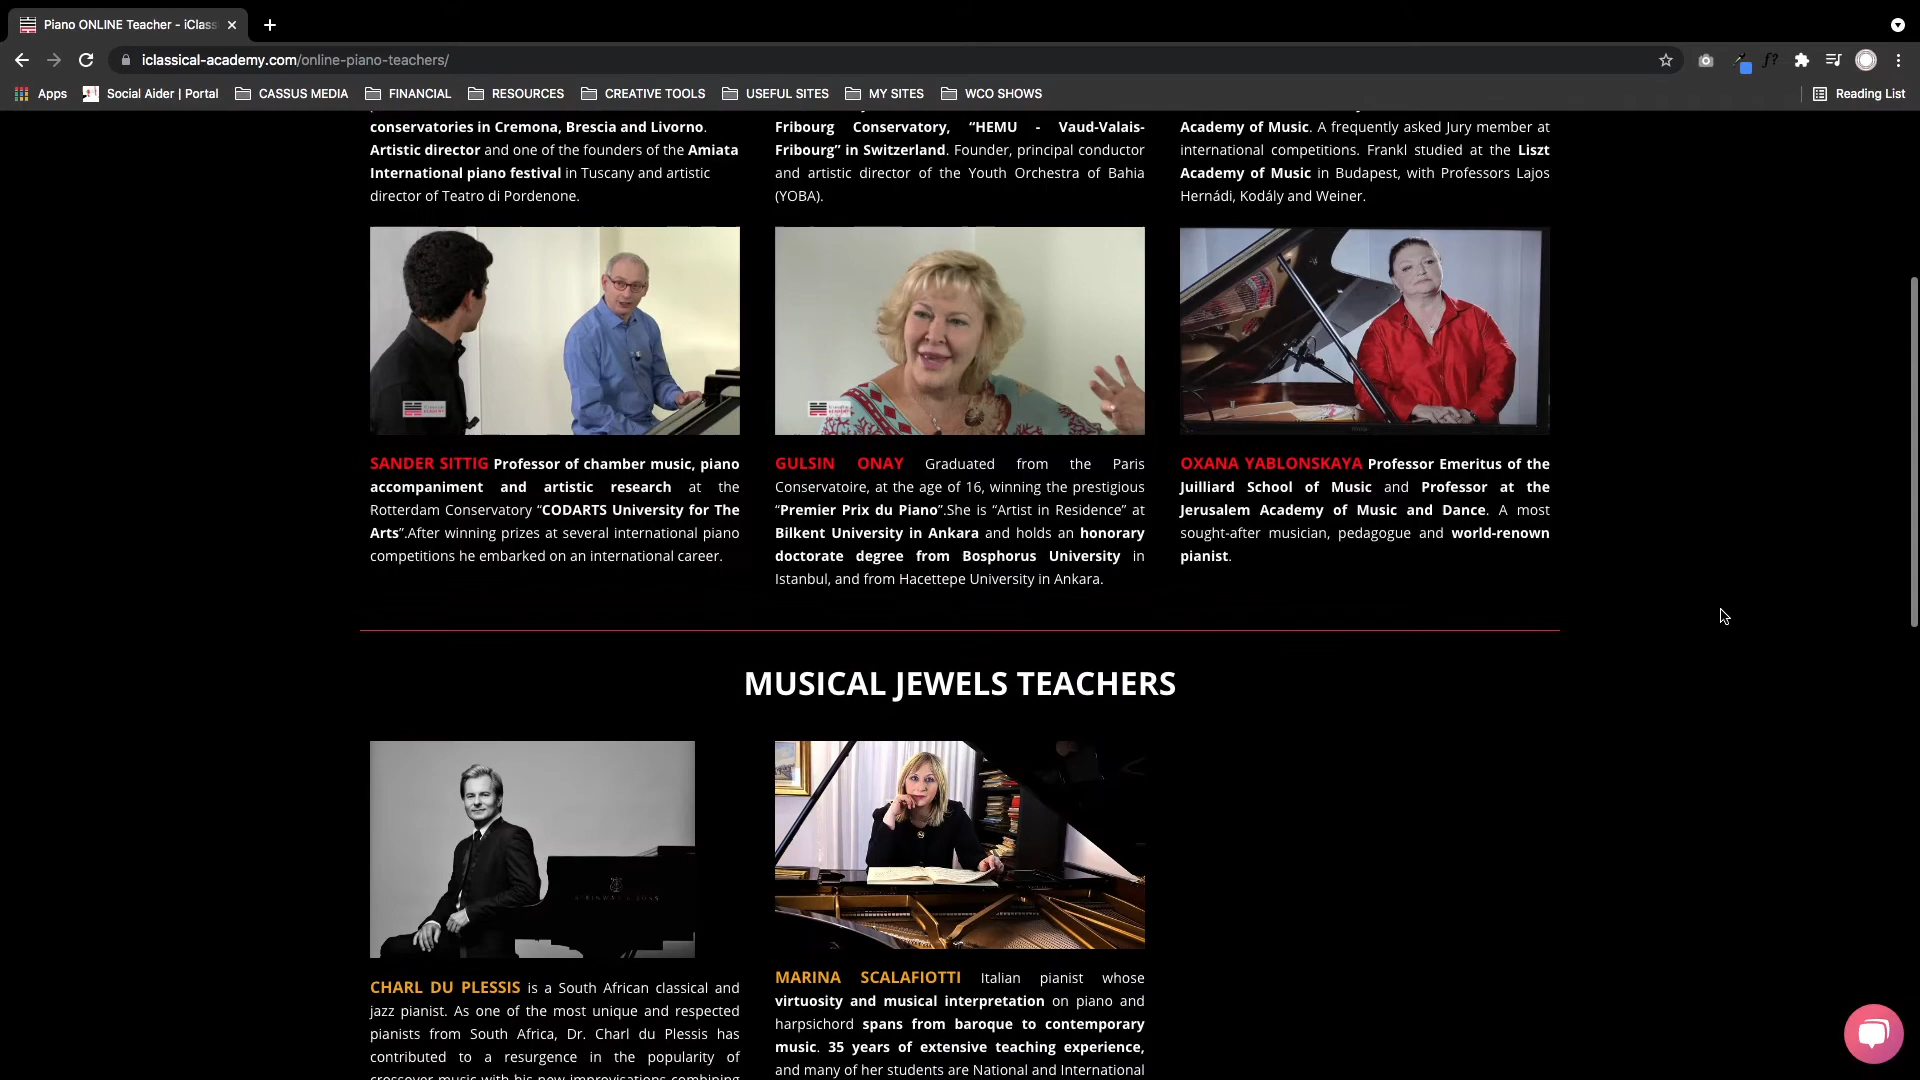 Piano ONLINE Teacher - iClass
iclassical-academy.com/online-piano-teachers/
f?
Apps
Social Aider | Portal
CASSUS MEDIA
FINANCIAL
RESOURCES
CREATIVE TOOLS
USEFUL SITES
MY SITES
WCO SHOWS
Reading List
conservatories in Cremona, Brescia and Livorno.
Artistic director and one of the founders of the Amiata
International piano festival in Tuscany and artistic
director of Teatro di Pordenone.
Fribourg Conservatory, “HEMU - Vaud-Valais-
Fribourg” in Switzerland. Founder, principal conductor
and artistic director of the Youth Orchestra of Bahia
(YOBA).
Academy of Music. A frequently asked Jury member at
international competitions. Frankl studied at the Liszt
Academy of Music in Budapest, with Professors Lajos
Hernádi, Kodály and Weiner.
SANDER SITTIG Professor of chamber music, piano
accompaniment and artistic research at the
Rotterdam Conservatory “CODARTS University for The
Arts”.After winning prizes at several international piano
competitions he embarked on an international career.
GULSIN ONAY Graduated from the Paris
Conservatoire, at the age of 16, winning the prestigious
“Premier Prix du Piano”.She is “Artist in Residence” at
Bilkent University in Ankara and holds an honorary
doctorate degree from Bosphorus University in
Istanbul, and from Hacettepe University in Ankara.
OXANA YABLONSKAYA Professor Emeritus of the
Juilliard School of Music and Professor at the
Jerusalem Academy of Music and Dance. A most
sought-after musician, pedagogue and world-renown
pianist.
MUSICAL JEWELS TEACHERS
CHARL DU PLESSIS is a South African classical and
jazz pianist. As one of the most unique and respected
pianists from South Africa, Dr. Charl du Plessis has
contributed to a resurgence in the popularity of
crossover music with his new improvisations combining
MARINA SCALAFIOTTI Italian pianist whose
virtuosity and musical interpretation on piano and
harpsichord spans from baroque to contemporary
music. 35 years of extensive teaching experience,
and many of her students are National and International